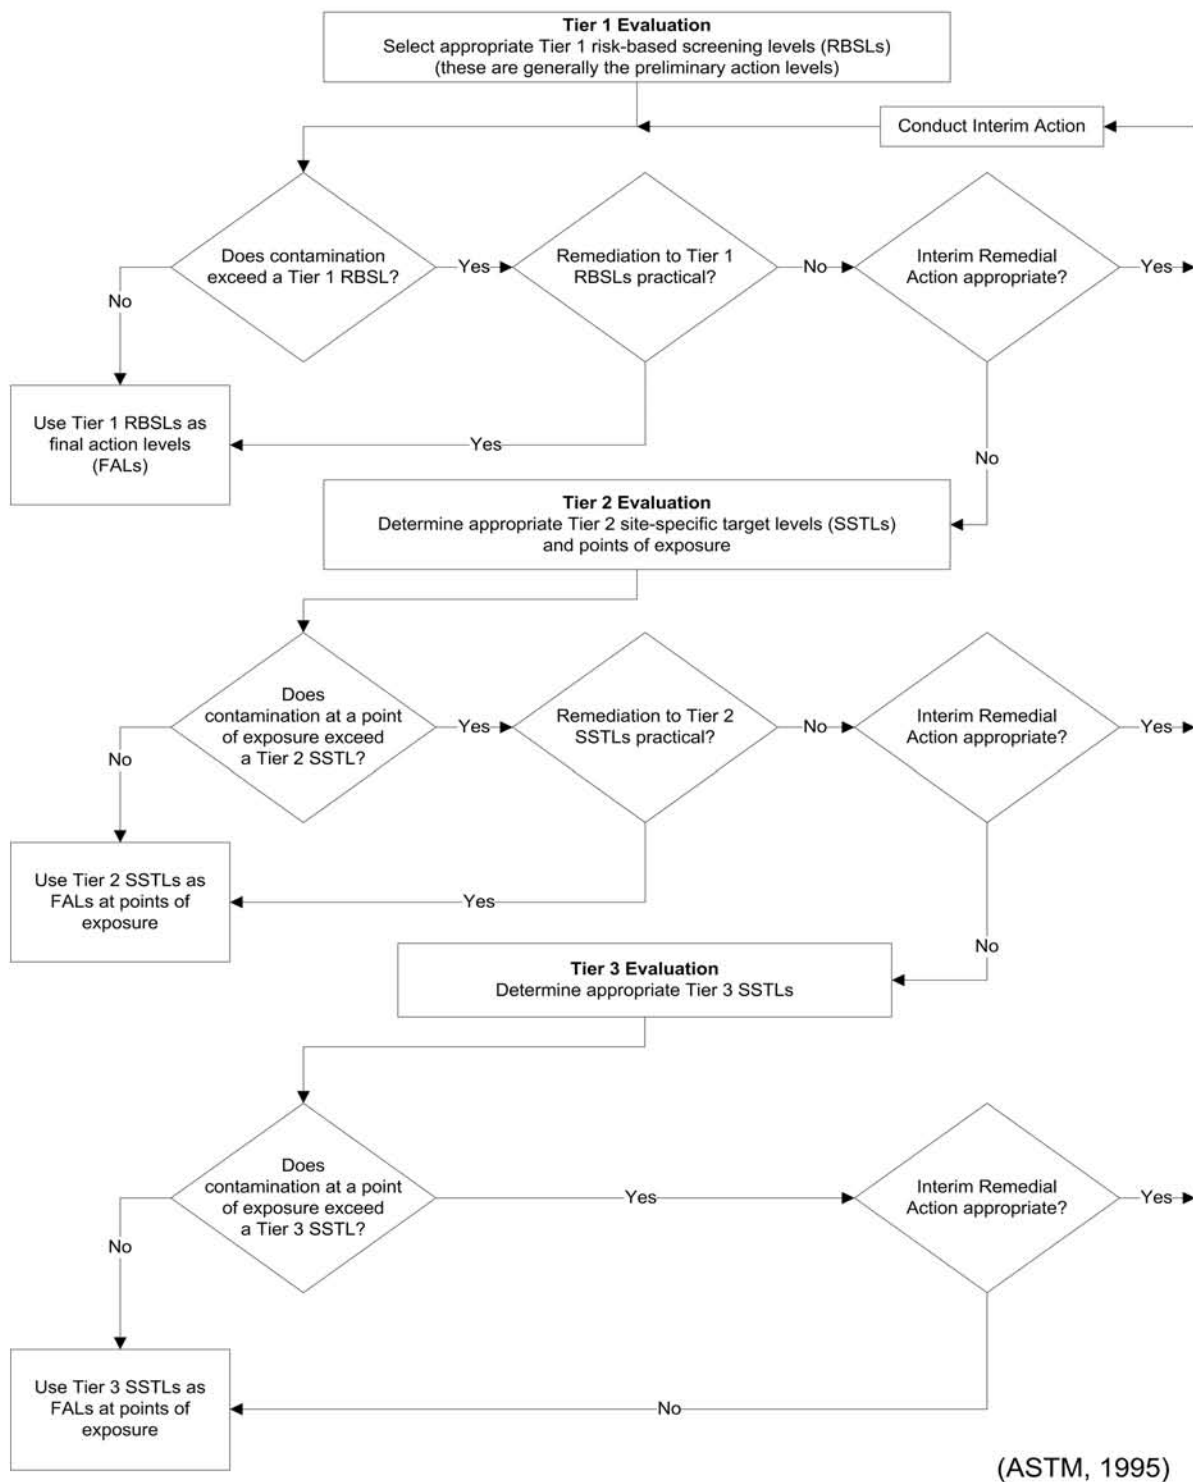 Tier 1 Evaluation
Select appropriate Tier 1 risk-based screening levels (RBSLs)
(these are generally the preliminary action levels)
Conduct Interim Action
Does contamination
exceed a Tier 1 RBSL?
Yes
Remediation to Tier 1
RBSLs practical?
No
Interim Remedial
Action appropriate?
Yes
No
Use Tier 1 RBSLs as
final action levels
(FALs)
Yes
No
Tier 2 Evaluation
Determine appropriate Tier 2 site-specific target levels (SSTLs)
and points of exposure
Does
contamination at a point
of exposure exceed
a Tier 2 SSTL?
Yes
Remediation to Tier 2
SSTLs practical?
No
Interim Remedial
Action appropriate?
Yes
No
Use Tier 2 SSTLs as
FALs at points of
exposure
Yes
No
Tier 3 Evaluation
Determine appropriate Tier 3 SSTLs
Does
contamination at a point
of exposure exceed
a Tier 3 SSTL?
Yes
Interim Remedial
Action appropriate?
Yes
No
Use Tier 3 SSTLs as
FALs at points of
exposure
No
(ASTM, 1995)